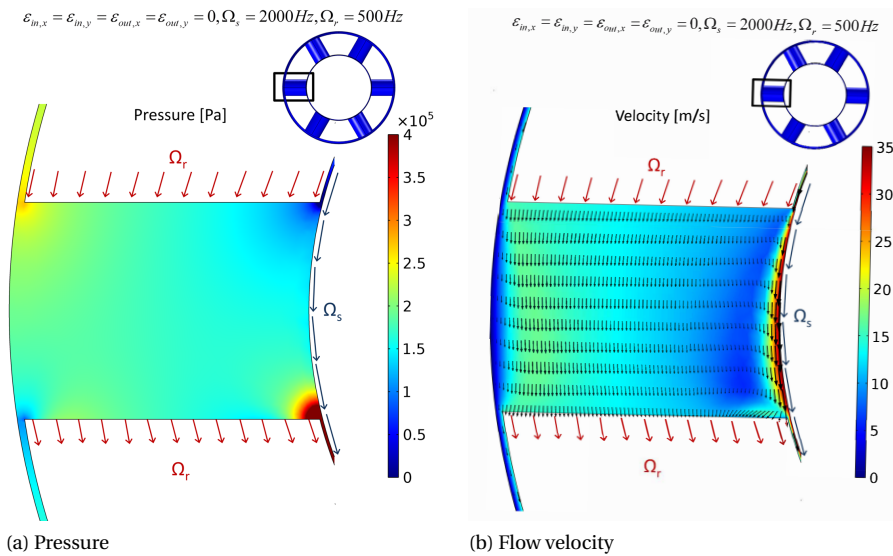 ε_{in,x} = ε_{in,y} = ε_{out,x} = ε_{out,y} = 0, Ω_s = 2000Hz, Ω_r = 500Hz
Pressure [Pa]
×10⁵
Ω_r
4
3.5
3
2.5
2
1.5
1
0.5
0
Ω_s
Ω_r
(a) Pressure
ε_{in,x} = ε_{in,y} = ε_{out,x} = ε_{out,y} = 0, Ω_s = 2000Hz, Ω_r = 500Hz
Velocity [m/s]
Ω_r
35
30
25
20
15
10
5
0
Ω_s
Ω_r
(b) Flow velocity